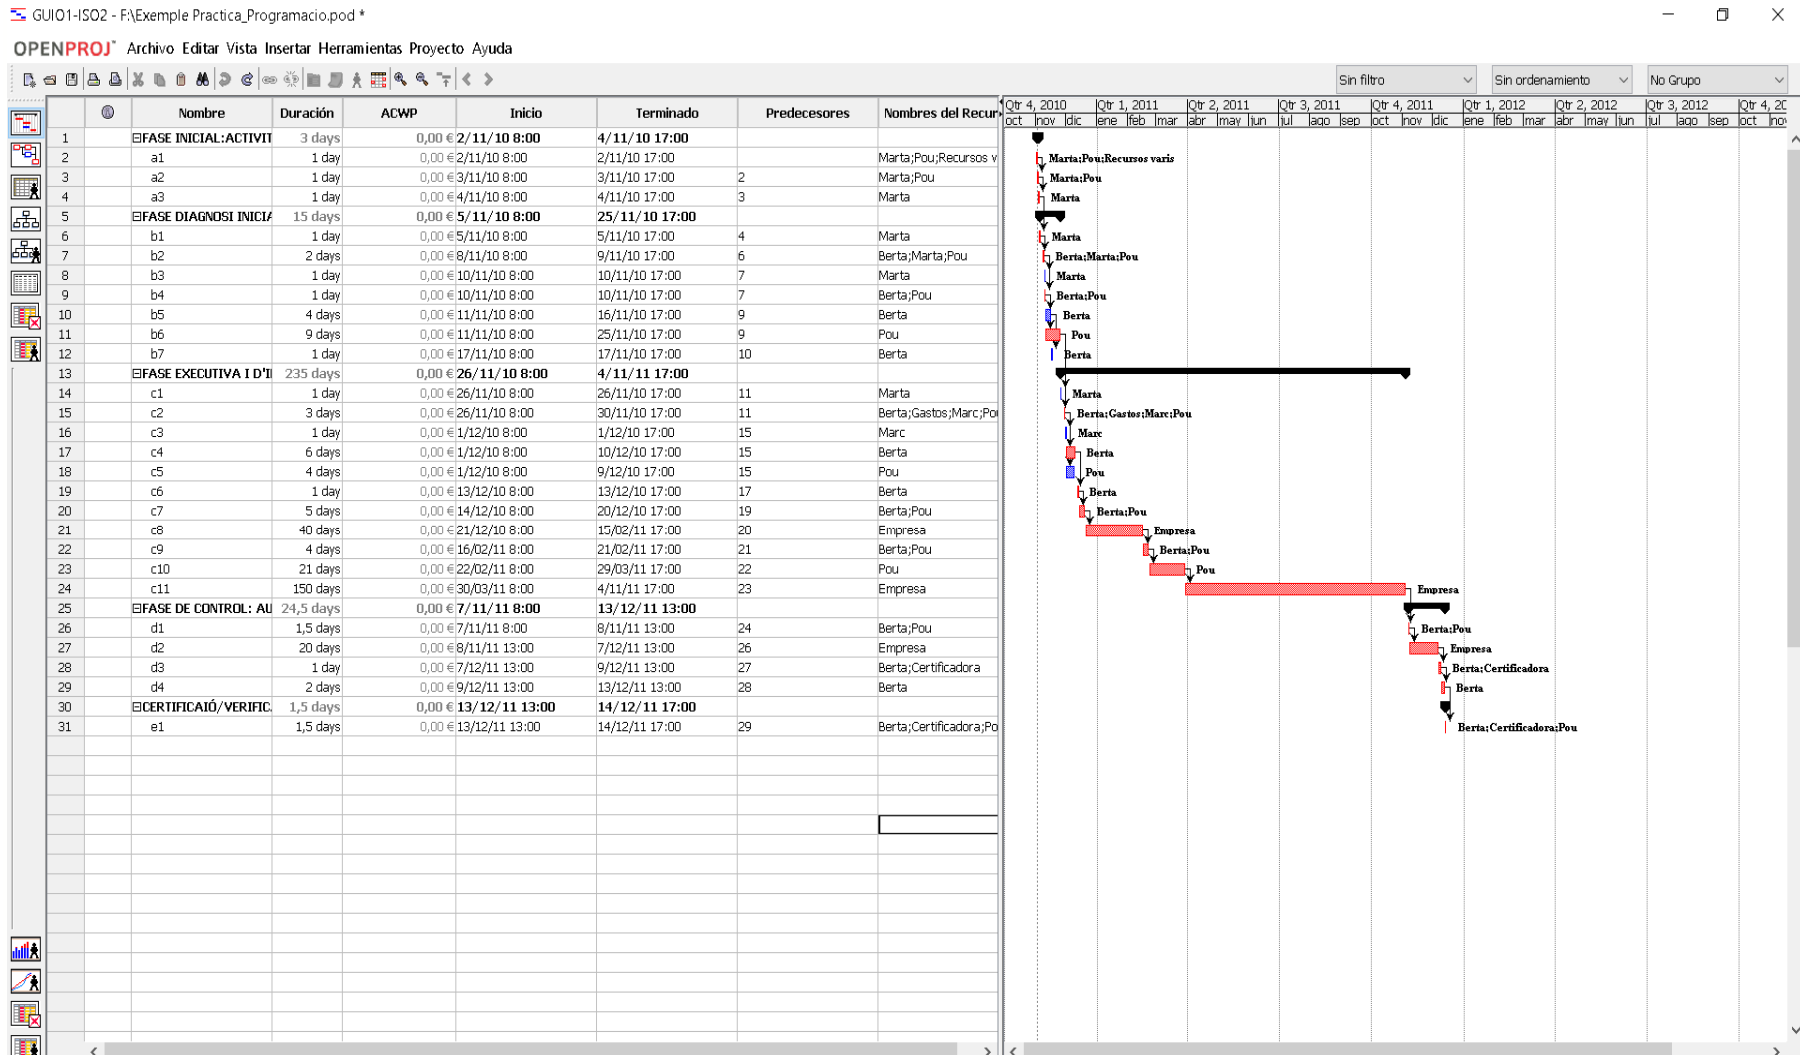 GUIO1-ISO2 - F:\Exemple Practica_Programacio.pod *
OPENPROJ™ Archivo Editar Vista Insertar Herramientas Proyecto Ayuda
Sin filtro Sin ordenamiento No Grupo
Nombre Duración ACWP Inicio Terminado Predecesores Nombres del Recur
1 FASE INICIAL:ACTIVIT 3 days 0,00 € 2/11/10 8:00 4/11/10 17:00
2 a1 1 day 0,00 € 2/11/10 8:00 2/11/10 17:00 Marta;Pou;Recursos v
3 a2 1 day 0,00 € 3/11/10 8:00 3/11/10 17:00 2 Marta;Pou
4 a3 1 day 0,00 € 4/11/10 8:00 4/11/10 17:00 3 Marta
5 FASE DIAGNOSI INICIA 15 days 0,00 € 5/11/10 8:00 25/11/10 17:00
6 b1 1 day 0,00 € 5/11/10 8:00 5/11/10 17:00 4 Marta
7 b2 2 days 0,00 € 8/11/10 8:00 9/11/10 17:00 6 Berta;Marta;Pou
8 b3 1 day 0,00 € 10/11/10 8:00 10/11/10 17:00 7 Marta
9 b4 1 day 0,00 € 10/11/10 8:00 10/11/10 17:00 7 Berta;Pou
10 b5 4 days 0,00 € 11/11/10 8:00 16/11/10 17:00 9 Berta
11 b6 9 days 0,00 € 11/11/10 8:00 25/11/10 17:00 9 Pou
12 b7 1 day 0,00 € 17/11/10 8:00 17/11/10 17:00 10 Berta
13 FASE EXECUTIVA I D'I 235 days 0,00 € 26/11/10 8:00 4/11/11 17:00
14 c1 1 day 0,00 € 26/11/10 8:00 26/11/10 17:00 11 Marta
15 c2 3 days 0,00 € 26/11/10 8:00 30/11/10 17:00 11 Berta;Gastos;Marc;Po
16 c3 1 day 0,00 € 1/12/10 8:00 1/12/10 17:00 15 Marc
17 c4 6 days 0,00 € 1/12/10 8:00 10/12/10 17:00 15 Berta
18 c5 4 days 0,00 € 1/12/10 8:00 9/12/10 17:00 15 Pou
19 c6 1 day 0,00 € 13/12/10 8:00 13/12/10 17:00 17 Berta
20 c7 5 days 0,00 € 14/12/10 8:00 20/12/10 17:00 19 Berta;Pou
21 c8 40 days 0,00 € 21/12/10 8:00 15/02/11 17:00 20 Empresa
22 c9 4 days 0,00 € 16/02/11 8:00 21/02/11 17:00 21 Berta;Pou
23 c10 21 days 0,00 € 22/02/11 8:00 29/03/11 17:00 22 Pou
24 c11 150 days 0,00 € 30/03/11 8:00 4/11/11 17:00 23 Empresa
25 FASE DE CONTROL: AU 24,5 days 0,00 € 7/11/11 8:00 13/12/11 13:00
26 d1 1,5 days 0,00 € 7/11/11 8:00 8/11/11 13:00 24 Berta;Pou
27 d2 20 days 0,00 € 8/11/11 13:00 7/12/11 13:00 26 Empresa
28 d3 1 day 0,00 € 7/12/11 13:00 9/12/11 13:00 27 Berta;Certificadora
29 d4 2 days 0,00 € 9/12/11 13:00 13/12/11 13:00 28 Berta
30 CERTIFICAIÓ/VERIFIC. 1,5 days 0,00 € 13/12/11 13:00 14/12/11 17:00
31 e1 1,5 days 0,00 € 13/12/11 13:00 14/12/11 17:00 29 Berta;Certificadora;Po
Qtr 4, 2010 Qtr 1, 2011 Qtr 2, 2011 Qtr 3, 2011 Qtr 4, 2011 Qtr 1, 2012 Qtr 2, 2012 Qtr 3, 2012 Qtr 4, 20
oct nov dic ene feb mar abr may jun jul ago sep oct nov dic ene feb mar abr may jun jul ago sep oct nov
Marta;Pou;Recursos varis
Marta;Pou
Marta
Marta
Berta;Marta;Pou
Marta
Berta;Pou
Berta
Pou
Berta
Marta
Berta;Gastos;Marc;Pou
Marc
Berta
Pou
Berta
Berta;Pou
Empresa
Berta;Pou
Pou
Empresa
Berta;Pou
Empresa
Berta;Certificadora
Berta
Berta;Certificadora;Pou